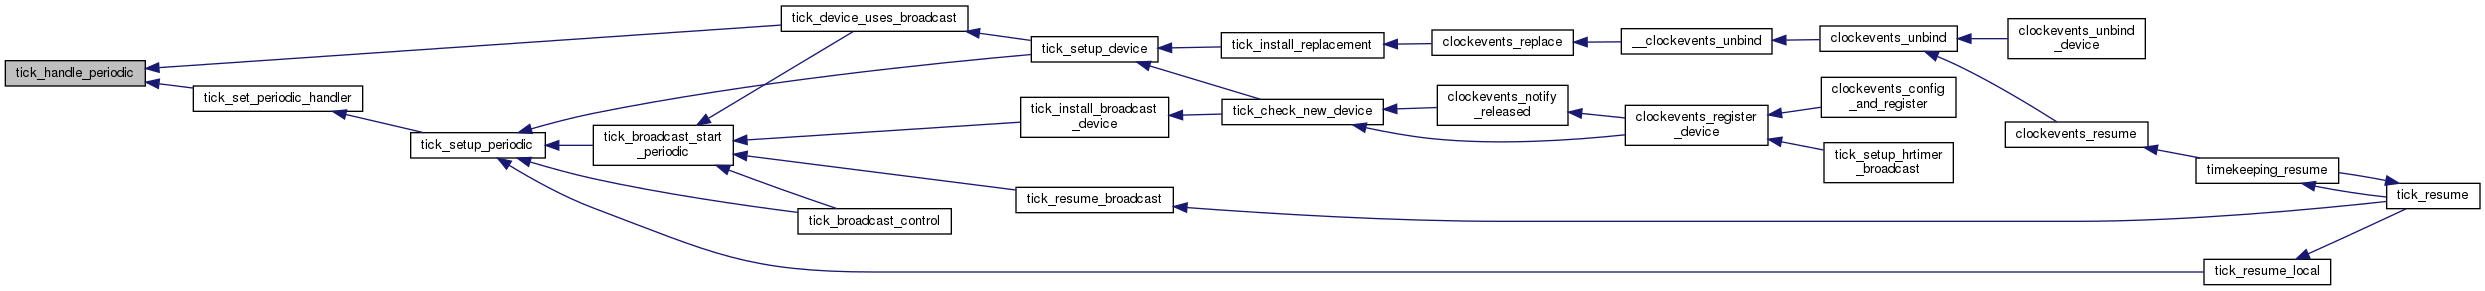 tick_handle_periodic
tick_device_uses_broadcast
tick_set_periodic_handler
tick_setup_periodic
tick_broadcast_start
_periodic
tick_setup_device
tick_install_broadcast
_device
tick_resume_broadcast
tick_broadcast_control
tick_install_replacement
tick_check_new_device
clockevents_replace
clockevents_notify
_released
__clockevents_unbind
clockevents_register
_device
clockevents_unbind
clockevents_config
_and_register
tick_setup_hrtimer
_broadcast
clockevents_unbind
_device
clockevents_resume
timekeeping_resume
tick_resume
tick_resume_local